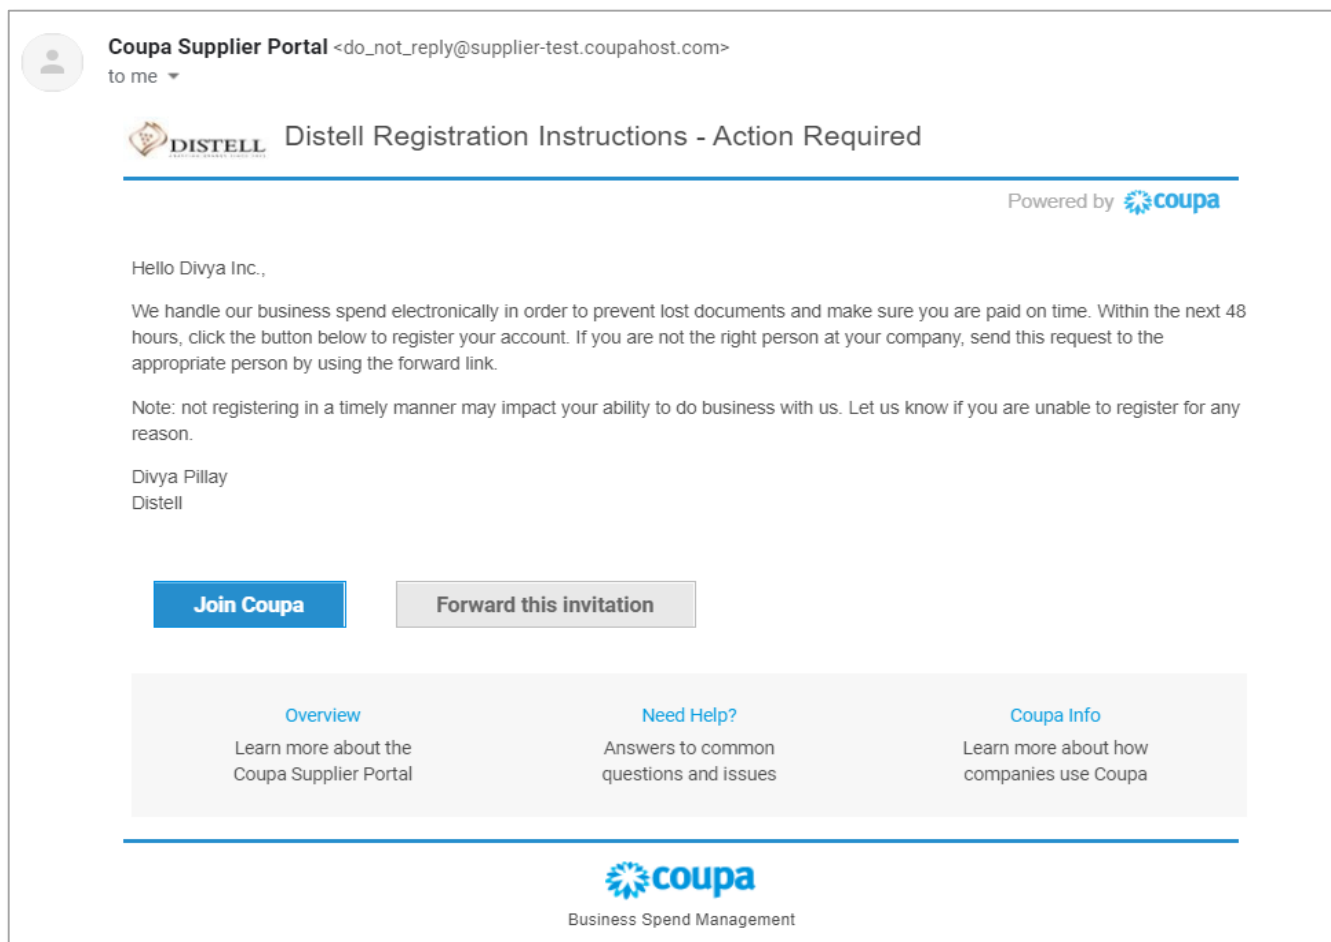 Coupa Supplier Portal <do_not_reply@supplier-test.coupahost.com>
to me
DISTELL
Distell Registration Instructions - Action Required
Powered by coupa
Hello Divya Inc.,
We handle our business spend electronically in order to prevent lost documents and make sure you are paid on time. Within the next 48
hours, click the button below to register your account. If you are not the right person at your company, send this request to the
appropriate person by using the forward link.
Note: not registering in a timely manner may impact your ability to do business with us. Let us know if you are unable to register for any
reason.
Divya Pillay
Distell
Join Coupa
Forward this invitation
Overview
Learn more about the
Coupa Supplier Portal
Need Help?
Answers to common
questions and issues
Coupa Info
Learn more about how
companies use Coupa
coupa
Business Spend Management